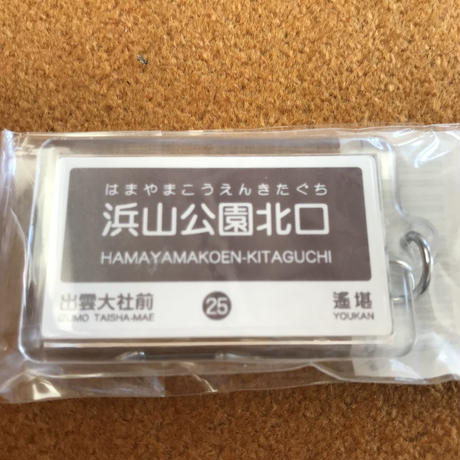 はまやまこうえんきたぐち
浜山公園北口
HAMAYAMAKOEN-KITAGUCHI
出雲大社前 25 遙堪
IZUMO TAISHA-MAE YOUKAN